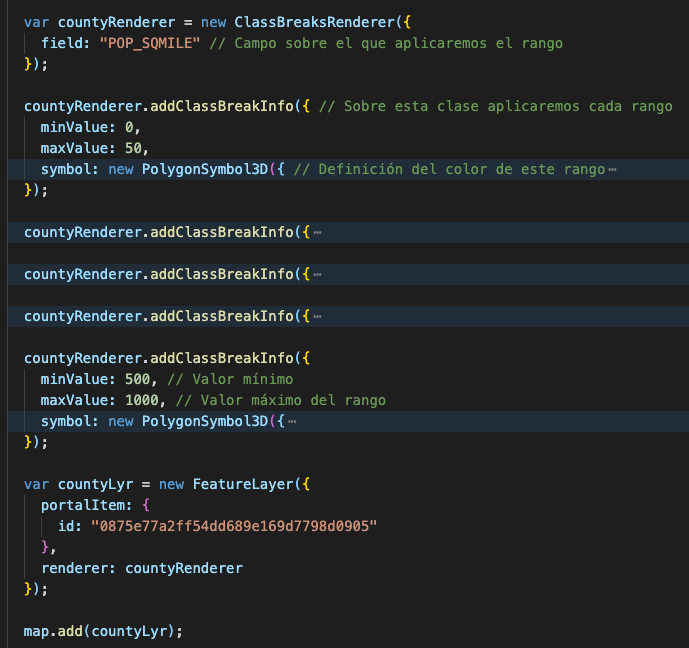 var countyRenderer = new ClassBreaksRenderer({
  field: "POP_SQMILE" // Campo sobre el que aplicaremos el rango
});

countyRenderer.addClassBreakInfo({ // Sobre esta clase aplicaremos cada rango
  minValue: 0,
  maxValue: 50,
  symbol: new PolygonSymbol3D({ // Definición del color de este rango⋯
});

countyRenderer.addClassBreakInfo({⋯

countyRenderer.addClassBreakInfo({⋯

countyRenderer.addClassBreakInfo({⋯

countyRenderer.addClassBreakInfo({
  minValue: 500, // Valor mínimo
  maxValue: 1000, // Valor máximo del rango
  symbol: new PolygonSymbol3D({⋯
});

var countyLyr = new FeatureLayer({
  portalItem: {
    id: "0875e77a2ff54dd689e169d7798d0905"
  },
  renderer: countyRenderer
});

map.add(countyLyr);